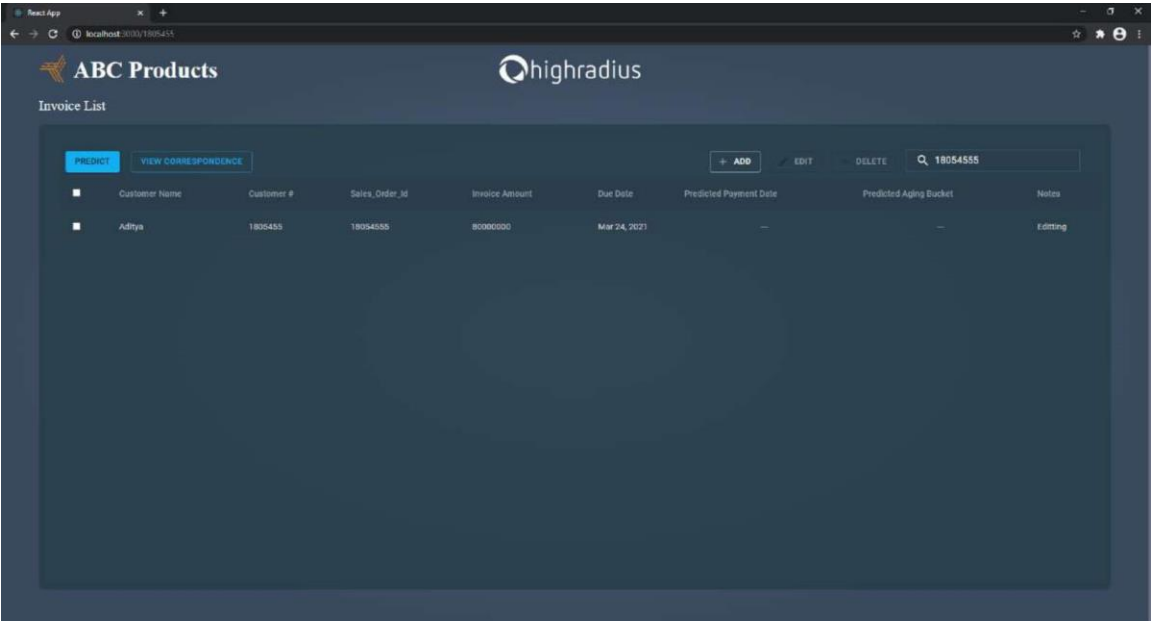 React App
localhost:3000/1805455
ABC Products
highradius
Invoice List
PREDICT VIEW CORRESPONDENCE + ADD EDIT DELETE 18054555
Customer Name Customer # Sales_Order_Id Invoice Amount Due Date Predicted Payment Date Predicted Aging Bucket Notes
Aditya 1805455 18054555 80000000 Mar 24, 2021 — — Editting